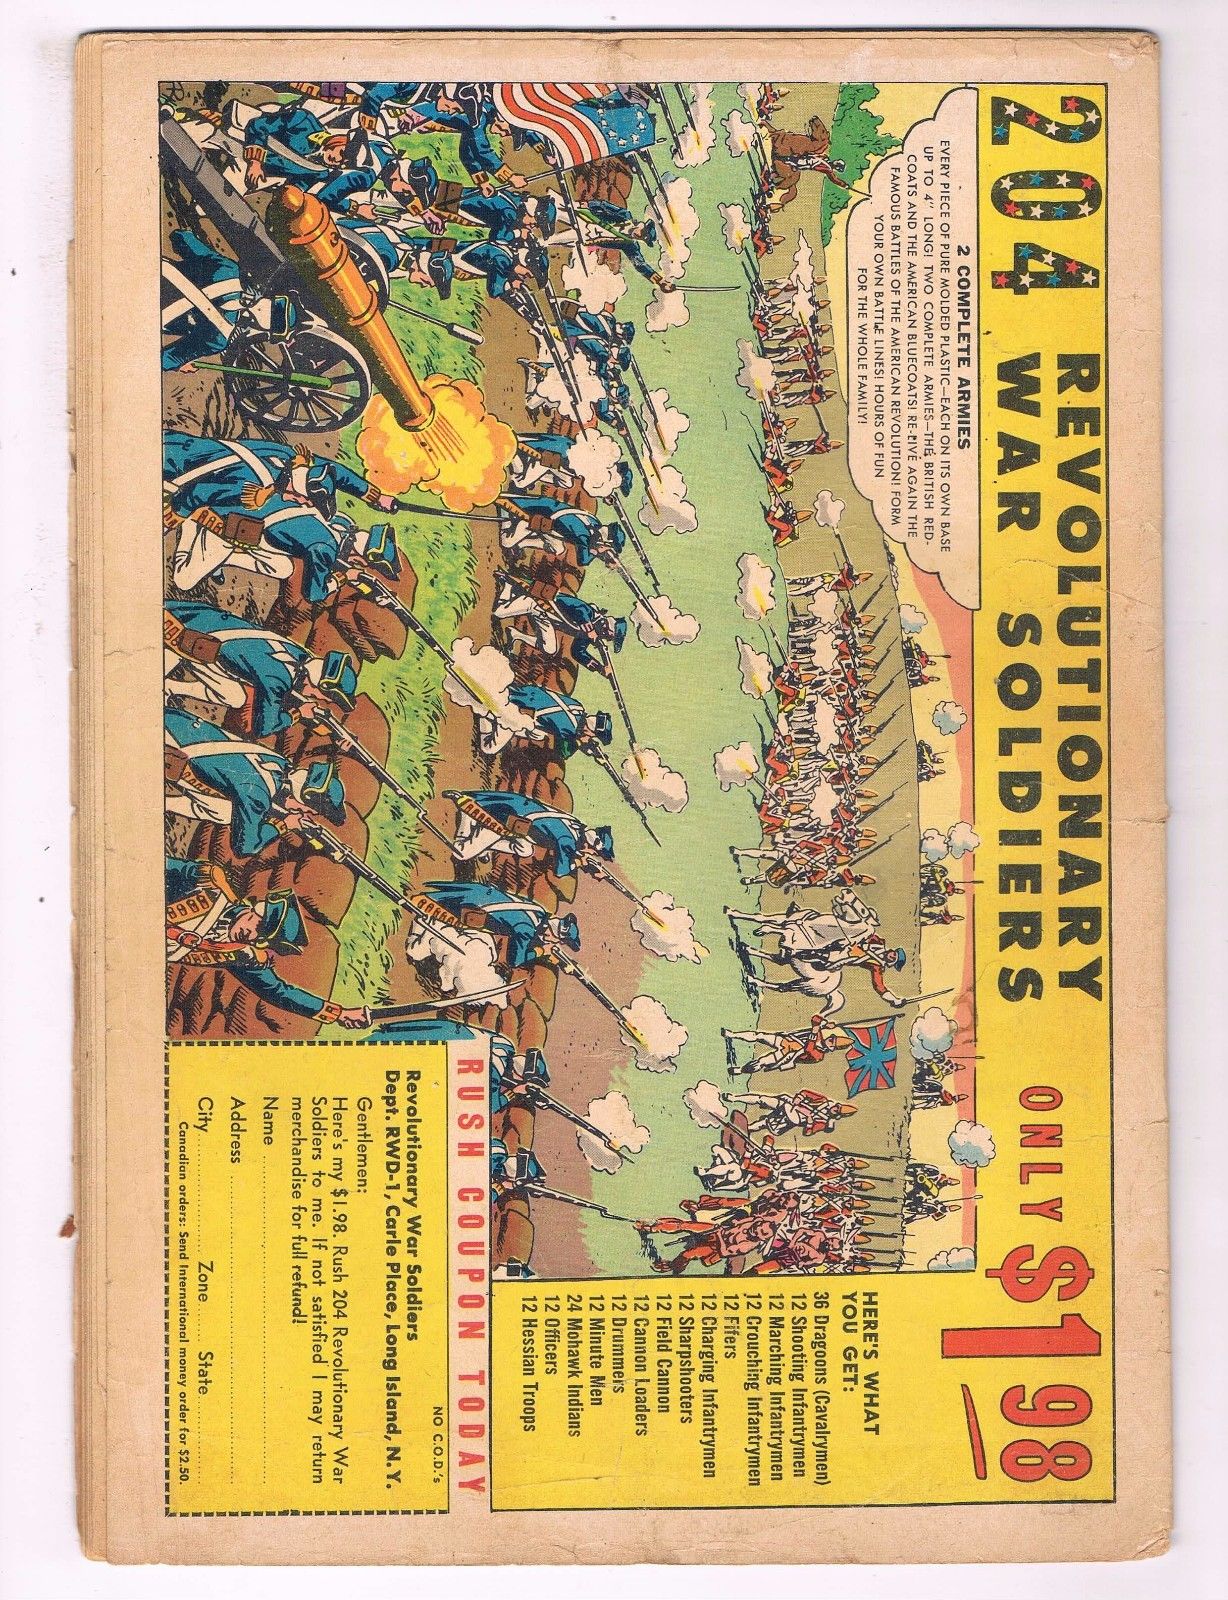 204 REVOLUTIONARY
WAR SOLDIERS
ONLY $1 98
2 COMPLETE ARMIES
EVERY PIECE OF PURE MOLDED PLASTIC—EACH ON ITS OWN BASE
UP TO 4" LONG! TWO COMPLETE ARMIES—THE BRITISH RED-
COATS AND THE AMERICAN BLUECOATS! RE-LIVE AGAIN THE
FAMOUS BATTLES OF THE AMERICAN REVOLUTION! FORM
YOUR OWN BATTLE LINES! HOURS OF FUN
FOR THE WHOLE FAMILY!
HERE'S WHAT
YOU GET:
36 Dragoons (Cavalrymen)
12 Shooting Infantrymen
12 Marching Infantrymen
12 Crouching Infantrymen
12 Fifers
12 Charging Infantrymen
12 Sharpshooters
12 Field Cannon
12 Cannon Loaders
12 Drummers
12 Minute Men
24 Mohawk Indians
12 Officers
12 Hessian Troops
RUSH COUPON TODAY
NO C.O.D.'s
Revolutionary War Soldiers
Dept. RWD-1, Carle Place, Long Island, N. Y.
Gentlemen:
Here's my $1.98. Rush 204 Revolutionary War
Soldiers to me. If not satisfied I may return
merchandise for full refund!
Name
Address
City Zone State
Canadian orders: Send International money order for $2.50.